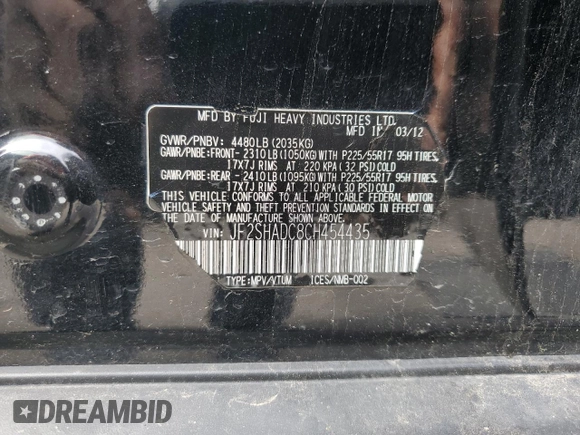 MFD BY FUJI HEAVY INDUSTRIES LTD.
MFD IN 03/12
GVWR/PNBV: 4480LB (2035KG)
GAWR/PNBE:FRONT- 2310LB (1050KG) WITH P225/55R17 95H TIRES,
17X7J RIMS AT 220 KPA (32 PSI) COLD
GAWR/PNBE:REAR - 2410LB (1095KG) WITH P225/55R17 95H TIRES,
17X7J RIMS AT 210 KPA (30 PSI) COLD
THIS VEHICLE CONFORMS TO ALL APPLICABLE FEDERAL MOTOR
VEHICLE SAFETY AND THEFT PREVENTION STANDARDS IN EFFECT
ON THE DATE OF MANUFACTURE SHOWN ABOVE.
VIN: JF2SHADC8CH454435
TYPE:MPV/VTUM ICES/NMB-002
DREAMBID